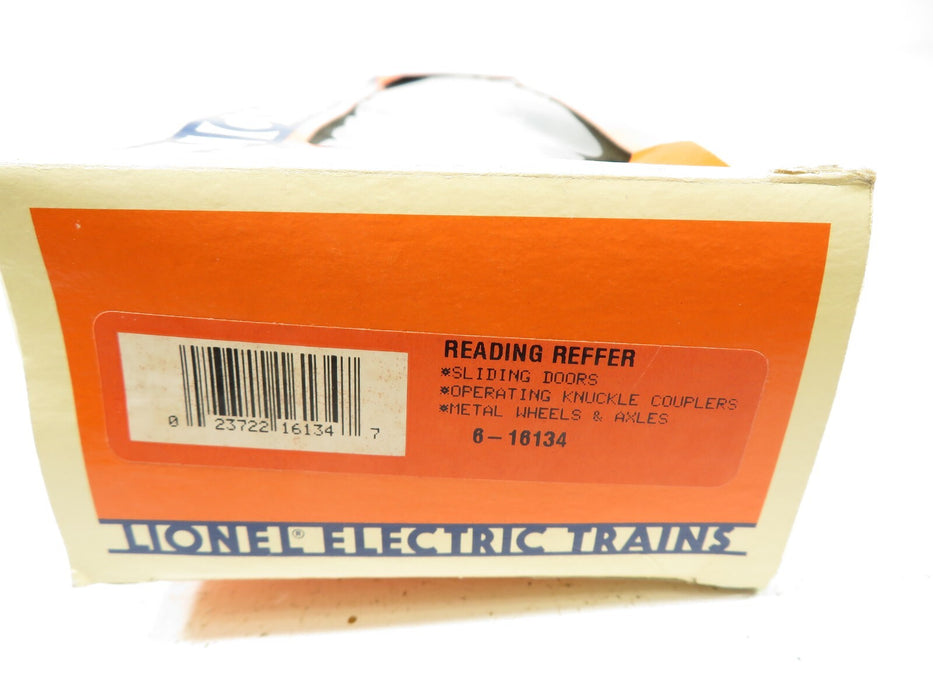 READING REFFER
*SLIDING DOORS
*OPERATING KNUCKLE COUPLERS
*METAL WHEELS & AXLES
6-16134
0 23722 16134 7
LIONEL® ELECTRIC TRAINS